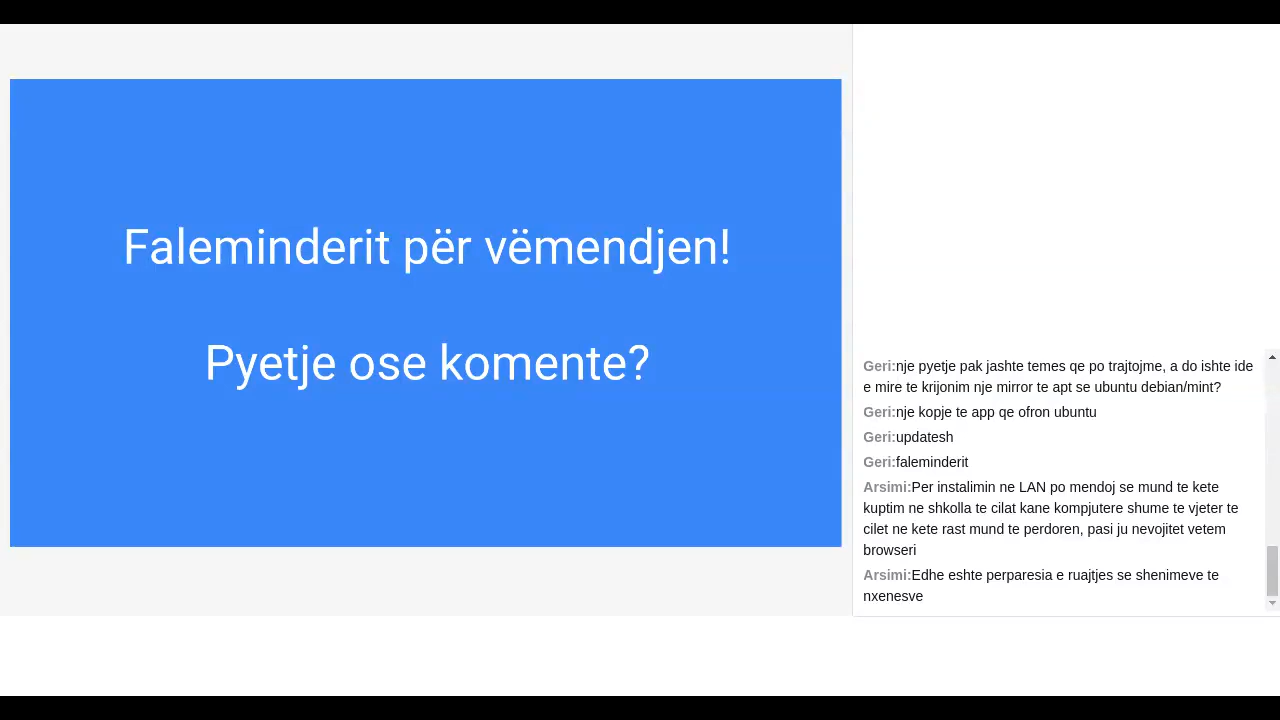 Faleminderit për vëmendjen!
Pyetje ose komente?
Geri:nje pyetje pak jashte temes qe po trajtojme, a do ishte ide
e mire te krijonim nje mirror te apt se ubuntu debian/mint?
Geri:nje kopje te app qe ofron ubuntu
Geri:updatesh
Geri:faleminderit
Arsimi:Per instalimin ne LAN po mendoj se mund te kete
kuptim ne shkolla te cilat kane kompjutere shume te vjeter te
cilet ne kete rast mund te perdoren, pasi ju nevojitet vetem
browseri
Arsimi:Edhe eshte perparesia e ruajtjes se shenimeve te
nxenesve